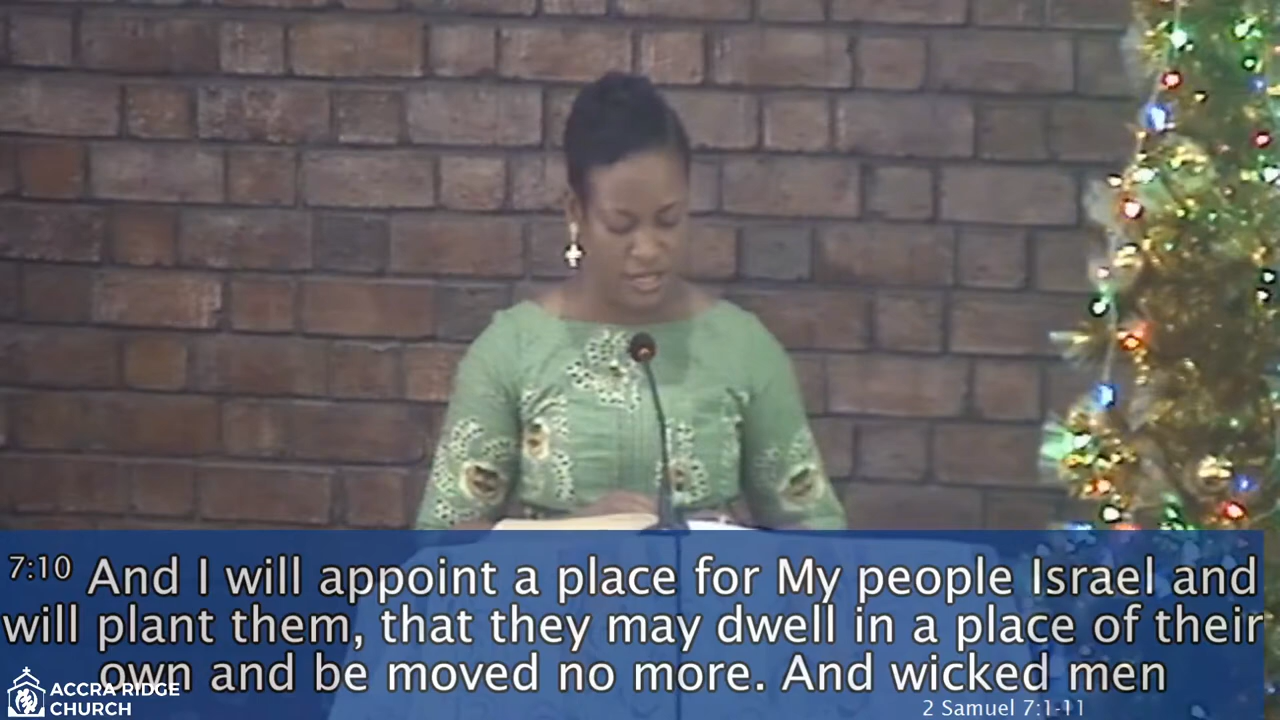 7:10 And I will appoint a place for My people Israel and
will plant them, that they may dwell in a place of their
own and be moved no more. And wicked men
2 Samuel 7:1-11
ACCRA RIDGE
CHURCH